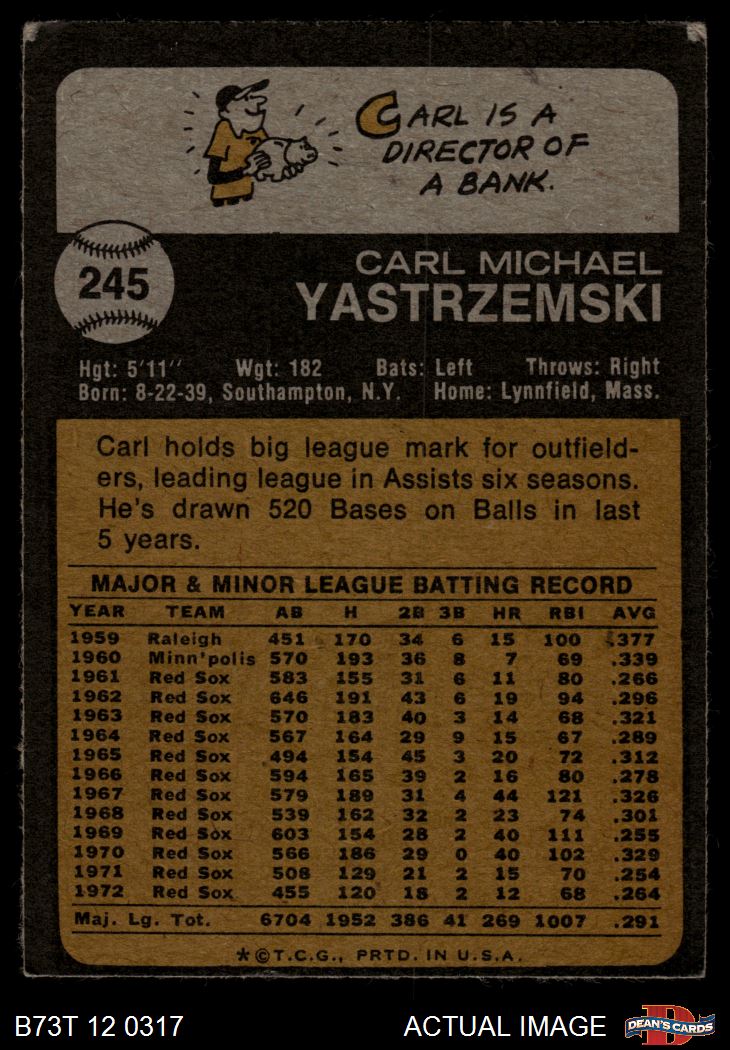 CARL IS A
DIRECTOR OF
A BANK.
245
CARL MICHAEL
YASTRZEMSKI
Hgt: 5'11" Wgt: 182 Bats: Left Throws: Right
Born: 8-22-39, Southampton, N.Y. Home: Lynnfield, Mass.
Carl holds big league mark for outfield-
ers, leading league in Assists six seasons.
He's drawn 520 Bases on Balls in last
5 years.
MAJOR & MINOR LEAGUE BATTING RECORD
YEAR TEAM AB H 2B 3B HR RBI AVG
1959 Raleigh 451 170 34 6 15 100 .377
1960 Minn'polis 570 193 36 8 7 69 .339
1961 Red Sox 583 155 31 6 11 80 .266
1962 Red Sox 646 191 43 6 19 94 .296
1963 Red Sox 570 183 40 3 14 68 .321
1964 Red Sox 567 164 29 9 15 67 .289
1965 Red Sox 494 154 45 3 20 72 .312
1966 Red Sox 594 165 39 2 16 80 .278
1967 Red Sox 579 189 31 4 44 121 .326
1968 Red Sox 539 162 32 2 23 74 .301
1969 Red Sox 603 154 28 2 40 111 .255
1970 Red Sox 566 186 29 0 40 102 .329
1971 Red Sox 508 129 21 2 15 70 .254
1972 Red Sox 455 120 18 2 12 68 .264
Maj. Lg. Tot. 6704 1952 386 41 269 1007 .291
*©T.C.G., PRTD. IN U.S.A.
B73T 12 0317 ACTUAL IMAGE
D
DEAN'S CARDS